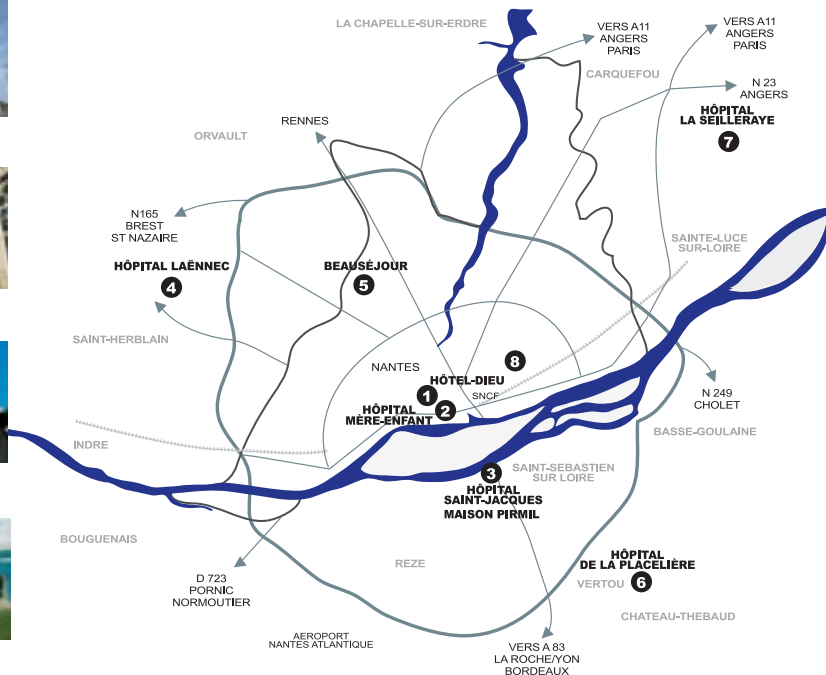 LA CHAPELLE-SUR-ERDRE
VERS A11
ANGERS
PARIS
VERS A11
ANGERS
PARIS
CARQUEFOU
N 23
ANGERS
HÔPITAL
LA SEILLERAYE
7
RENNES
ORVAULT
N165
BREST
ST NAZAIRE
SAINTE-LUCE
SUR-LOIRE
HÔPITAL LAËNNEC
4
BEAUSÉJOUR
5
SAINT-HERBLAIN
NANTES
8
HÔTEL-DIEU
1
SNCF
HÔPITAL
MÈRE-ENFANT
2
N 249
CHOLET
BASSE-GOULAINE
INDRE
3
SAINT-SEBASTIEN
SUR LOIRE
HÔPITAL
SAINT-JACQUES
MAISON PIRMIL
BOUGUENAIS
REZE
HÔPITAL
DE LA PLACELIÈRE
VERTOU
6
D 723
PORNIC
NORMOUTIER
CHATEAU-THEBAUD
AEROPORT
NANTES ATLANTIQUE
VERS A 83
LA ROCHE/YON
BORDEAUX